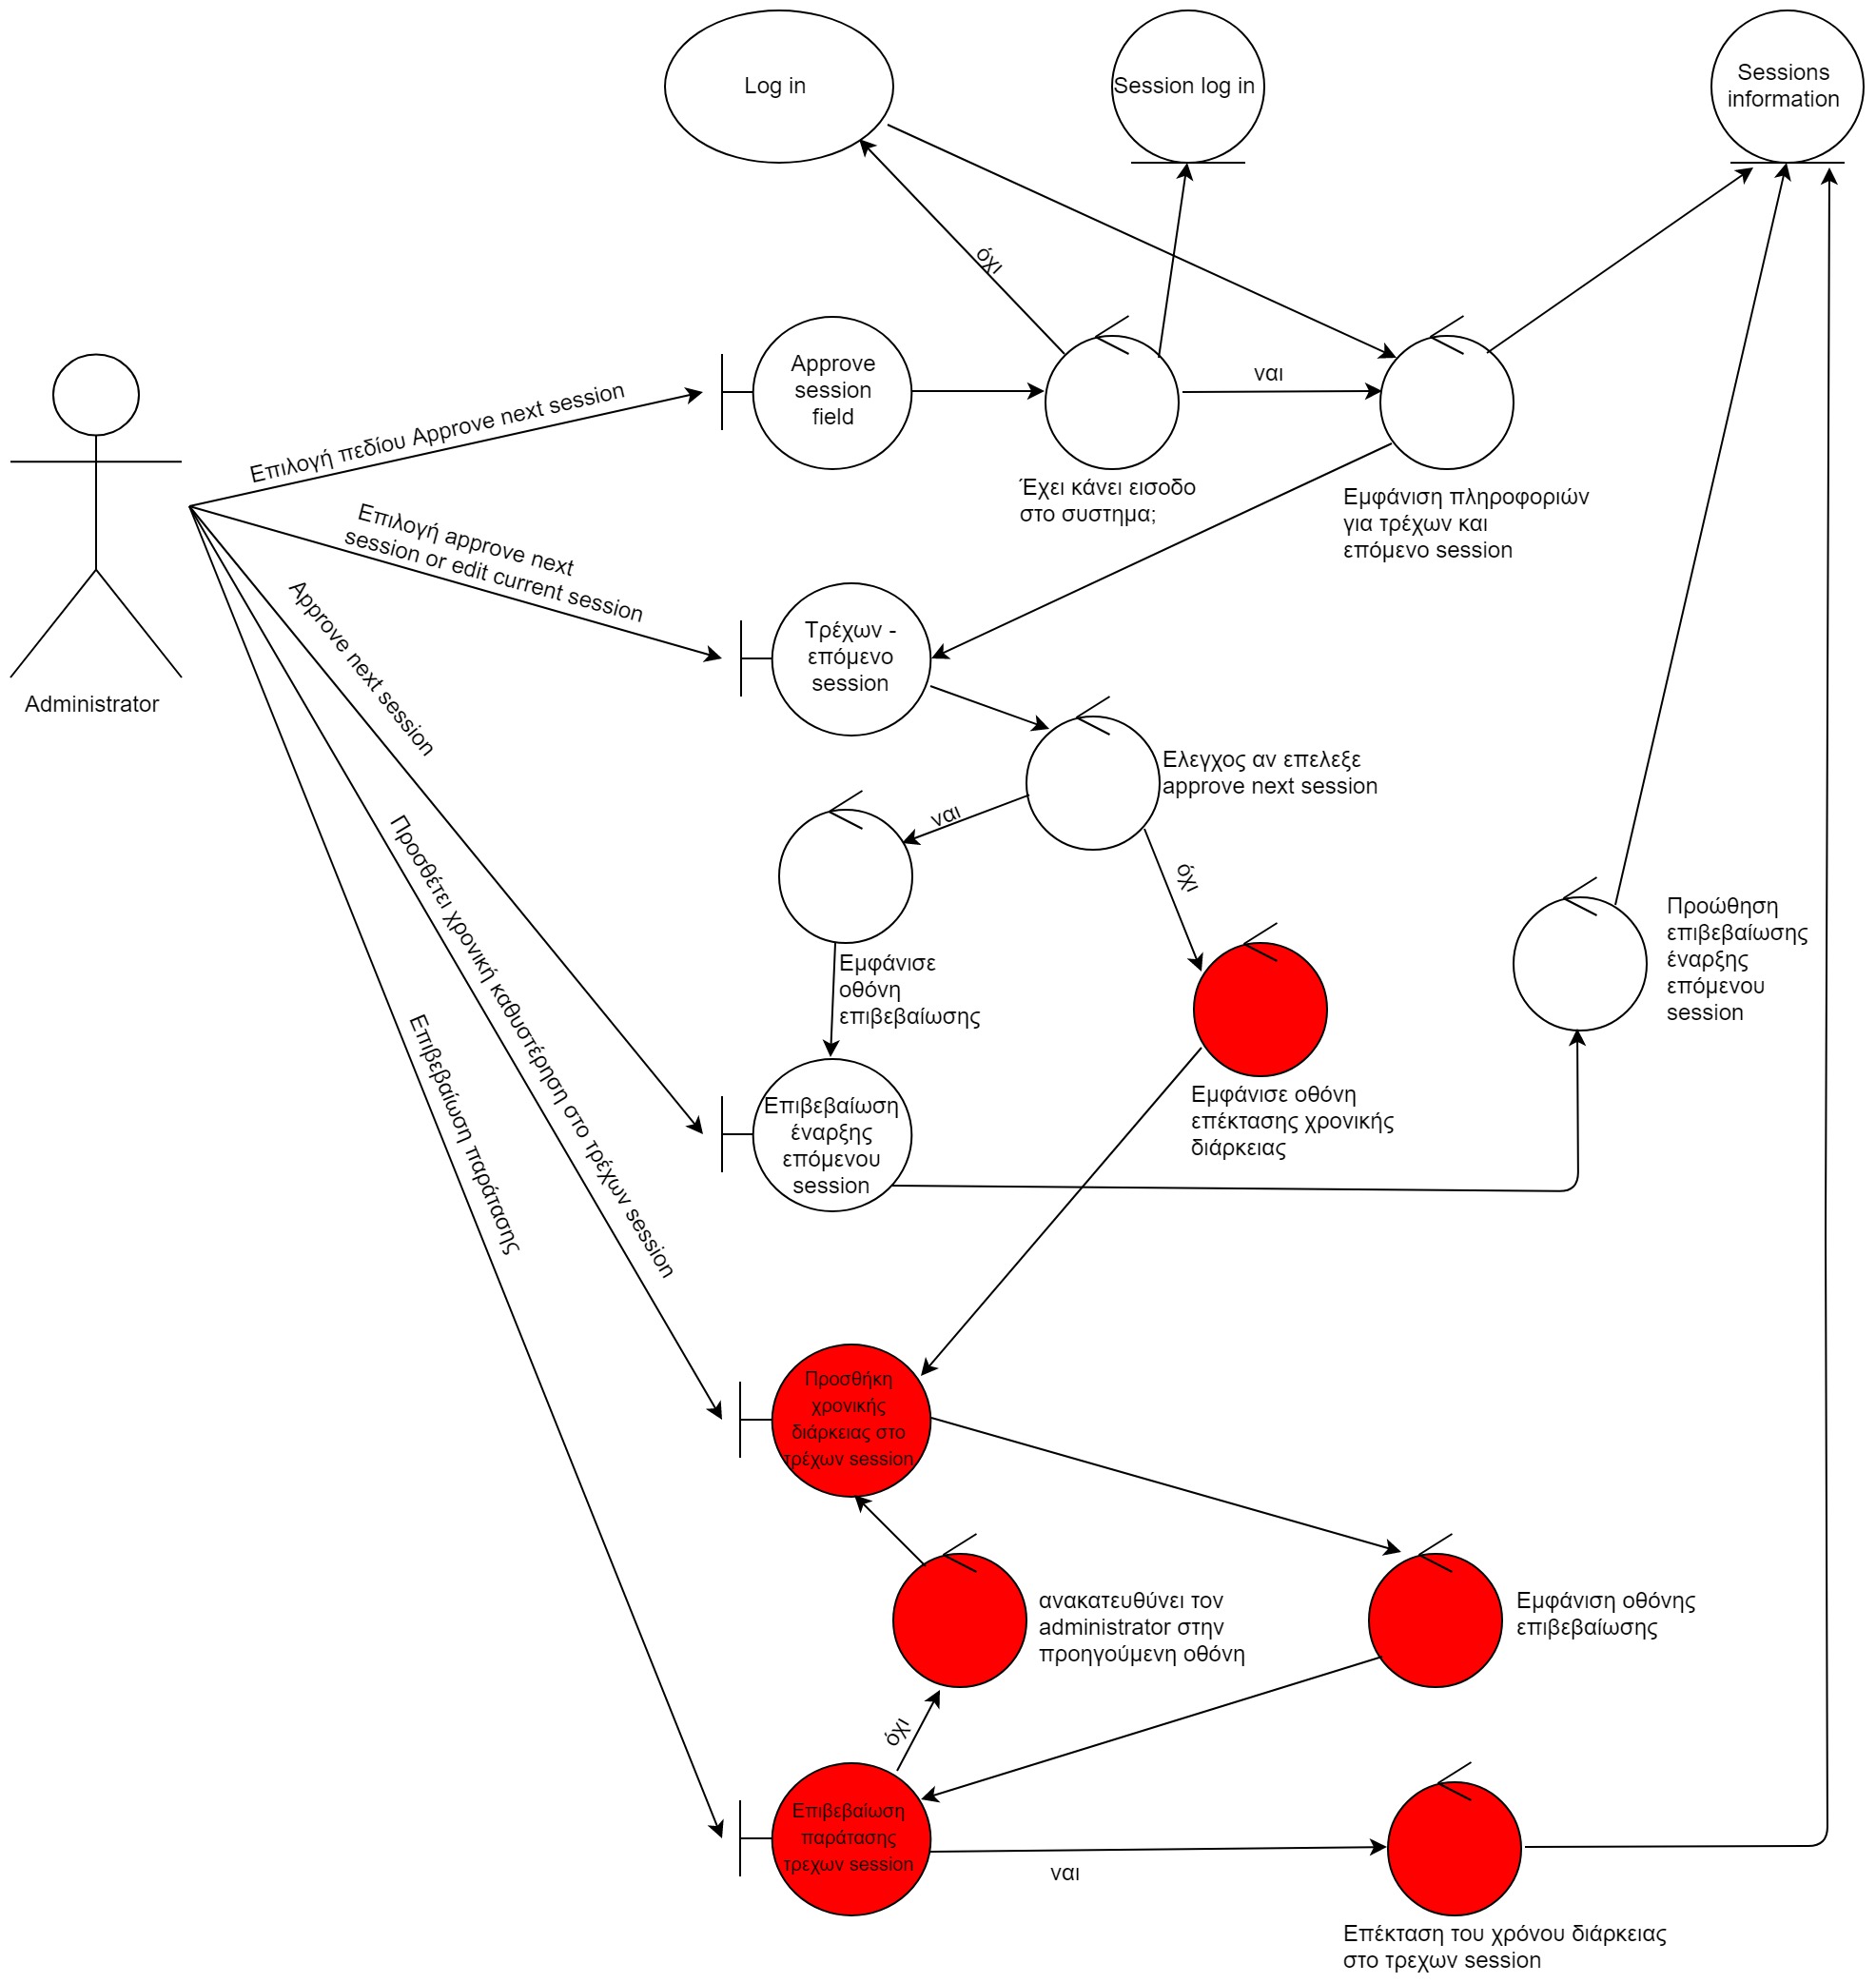 Log in
Session log in
Sessions
information
όχι
Approve
session
field
ναι
Επιλογή πεδίου Approve next session
Έχει κάνει εισοδο
στο συστημα;
Εμφάνιση πληροφοριών
για τρέχων και
επόμενο session
Επιλογή approve next
session or edit current session
Administrator
Approve next session
Τρέχων -
επόμενο
session
Ελεγχος αν επελεξε
approve next session
ναι
όχι
Προσθέτει χρονική καθυστέρηση στο τρέχων session
Εμφάνισε
οθόνη
επιβεβαίωσης
Προώθηση
επιβεβαίωσης
έναρξης
επόμενου
session
Επιβεβαίωση παράτασης
Επιβεβαίωση
έναρξης
επόμενου
session
Εμφάνισε οθόνη
επέκτασης χρονικής
διάρκειας
Προσθήκη
χρονικής
διάρκειας στο
τρέχων session
ανακατευθύνει τον
administrator στην
προηγούμενη οθόνη
Εμφάνιση οθόνης
επιβεβαίωσης
όχι
Επιβεβαίωση
παράτασης
τρεχων session
ναι
Επέκταση του χρόνου διάρκειας
στο τρεχων session